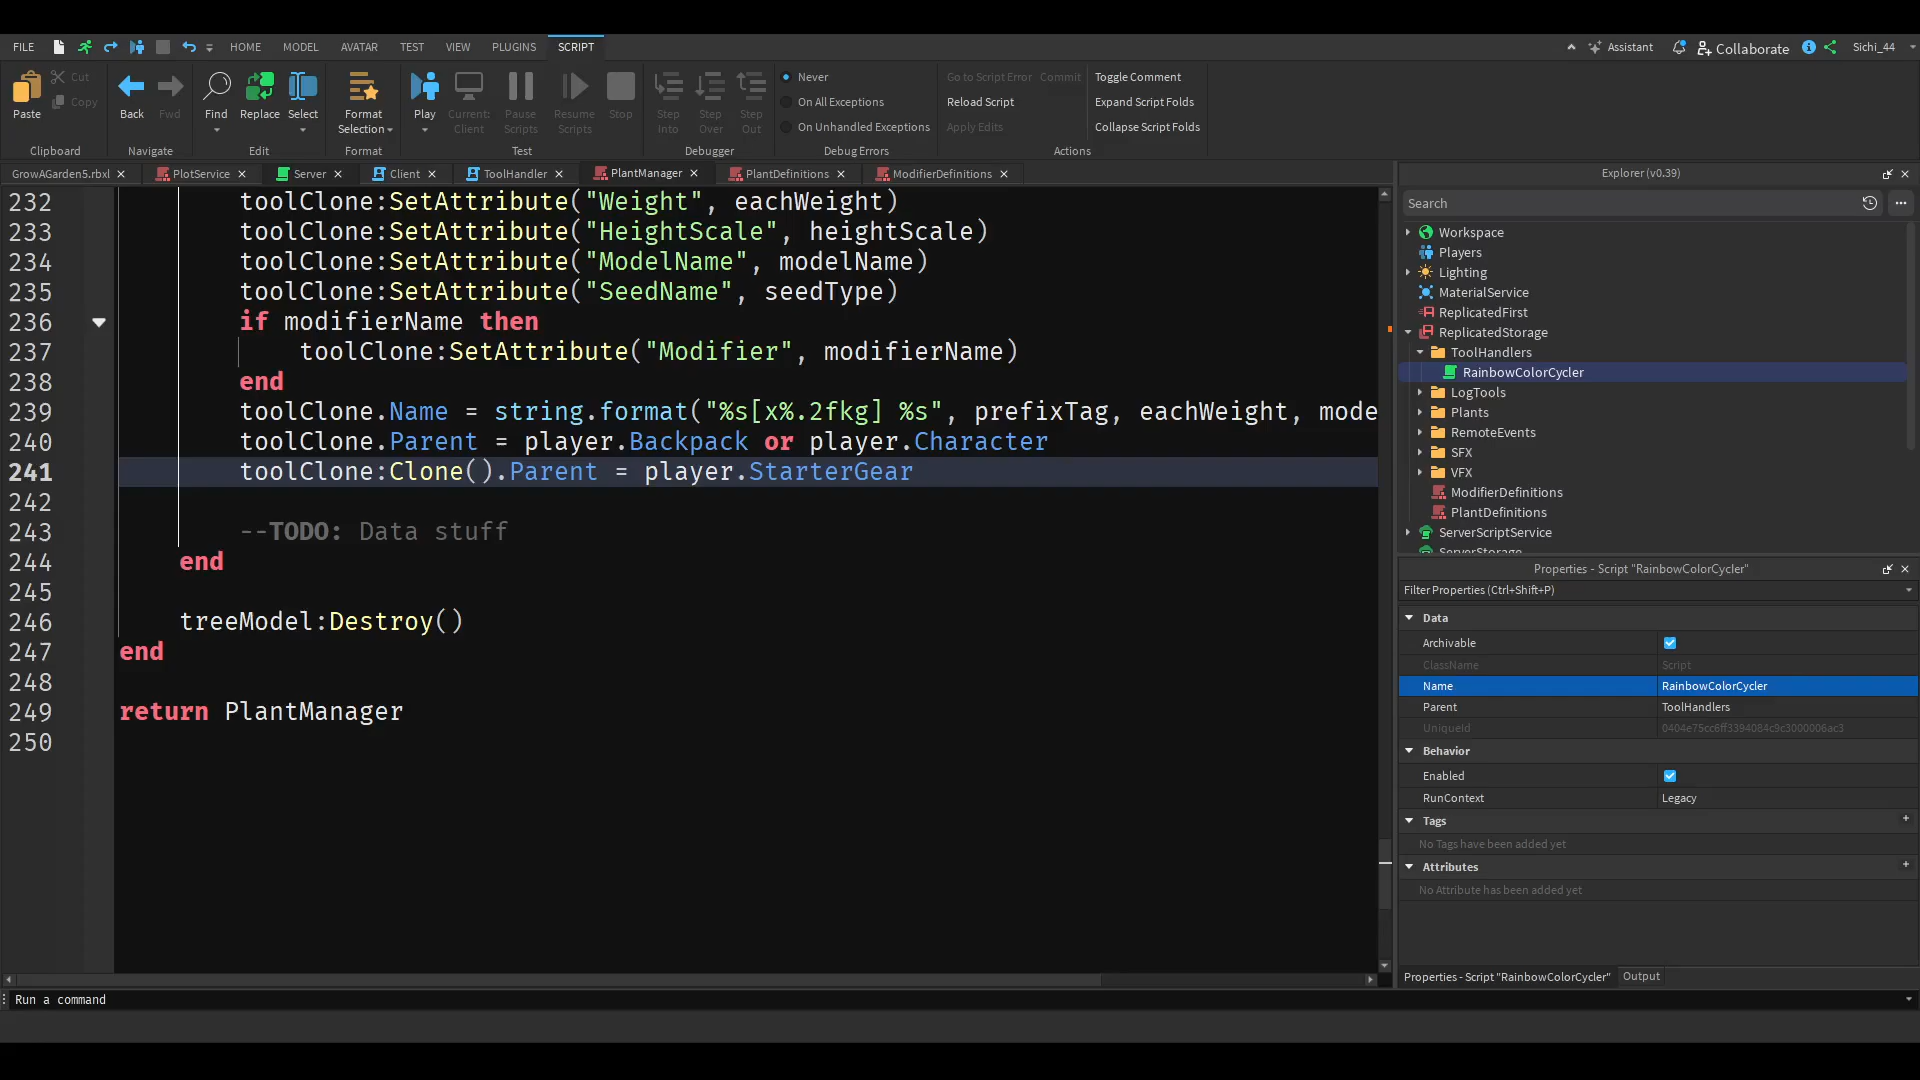 FILE HOME MODEL AVATAR TEST VIEW PLUGINS SCRIPT Assistant Collaborate Sichi_44
Paste Cut Copy Back Fwd Find Replace Select Format Selection Play Current: Client Pause Scripts Resume Scripts Stop Step Into Step Over Step Out
Never
On All Exceptions
On Unhandled Exceptions
Go to Script Error Commit
Reload Script
Apply Edits
Toggle Comment
Expand Script Folds
Collapse Script Folds
Clipboard Navigate Edit Format Test Debugger Debug Errors Actions
GrowAGarden5.rbxl PlotService Server Client ToolHandler PlantManager PlantDefinitions ModifierDefinitions
232 toolClone:SetAttribute("Weight", eachWeight)
233 toolClone:SetAttribute("HeightScale", heightScale)
234 toolClone:SetAttribute("ModelName", modelName)
235 toolClone:SetAttribute("SeedName", seedType)
236 if modifierName then
237 toolClone:SetAttribute("Modifier", modifierName)
238 end
239 toolClone.Name = string.format("%s[x%.2fkg] %s", prefixTag, eachWeight, mode
240 toolClone.Parent = player.Backpack or player.Character
241 toolClone:Clone().Parent = player.StarterGear
242
243 --TODO: Data stuff
244 end
245
246 treeModel:Destroy()
247 end
248
249 return PlantManager
250
Explorer (v0.39)
Search
Workspace
Players
Lighting
MaterialService
ReplicatedFirst
ReplicatedStorage
ToolHandlers
RainbowColorCycler
LogTools
Plants
RemoteEvents
SFX
VFX
ModifierDefinitions
PlantDefinitions
ServerScriptService
ServerStorage
Properties - Script "RainbowColorCycler"
Filter Properties (Ctrl+Shift+P)
Data
Archivable
ClassName Script
Name RainbowColorCycler
Parent ToolHandlers
UniqueId 0404e75cc6ff3394084c9c3000006ac3
Behavior
Enabled
RunContext Legacy
Tags +
No Tags have been added yet
Attributes +
No Attribute has been added yet
Properties - Script "RainbowColorCycler" Output
Run a command